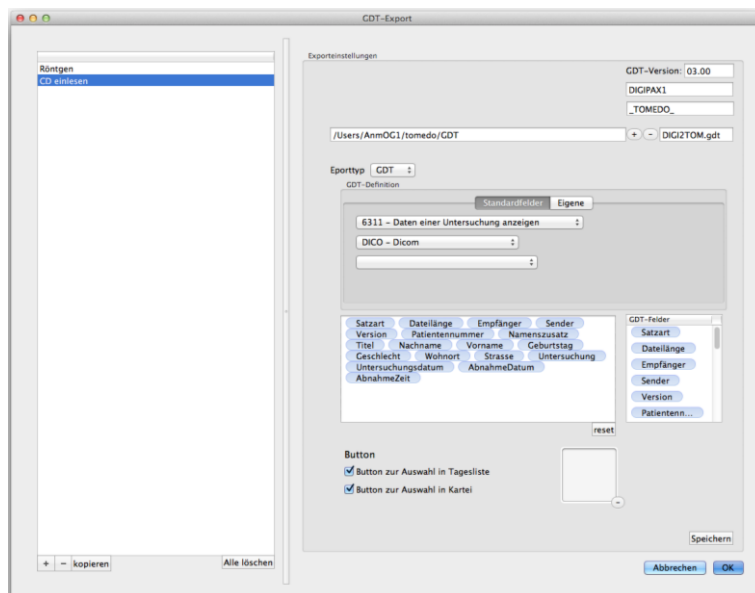 GDT-Export
Röntgen
CD einlesen
+ − kopieren
Alle löschen
Exporteinstellungen
GDT-Version: 03.00
DIGIPAX1
_TOMEDO_
/Users/AnmOG1/tomedo/GDT + − DIGI2TOM.gdt
Eporttyp GDT
GDT-Definition
Standardfelder Eigene
6311 – Daten einer Untersuchung anzeigen
DICO – Dicom
Satzart Dateilänge Empfänger Sender
Version Patientennummer Namenszusatz
Titel Nachname Vorname Geburtstag
Geschlecht Wohnort Strasse Untersuchung
Untersuchungsdatum AbnahmeDatum
AbnahmeZeit
reset
GDT-Felder
Satzart
Dateilänge
Empfänger
Sender
Version
Patientenn...
Button
Button zur Auswahl in Tagesliste
Button zur Auswahl in Kartei
−
Speichern
Abbrechen OK